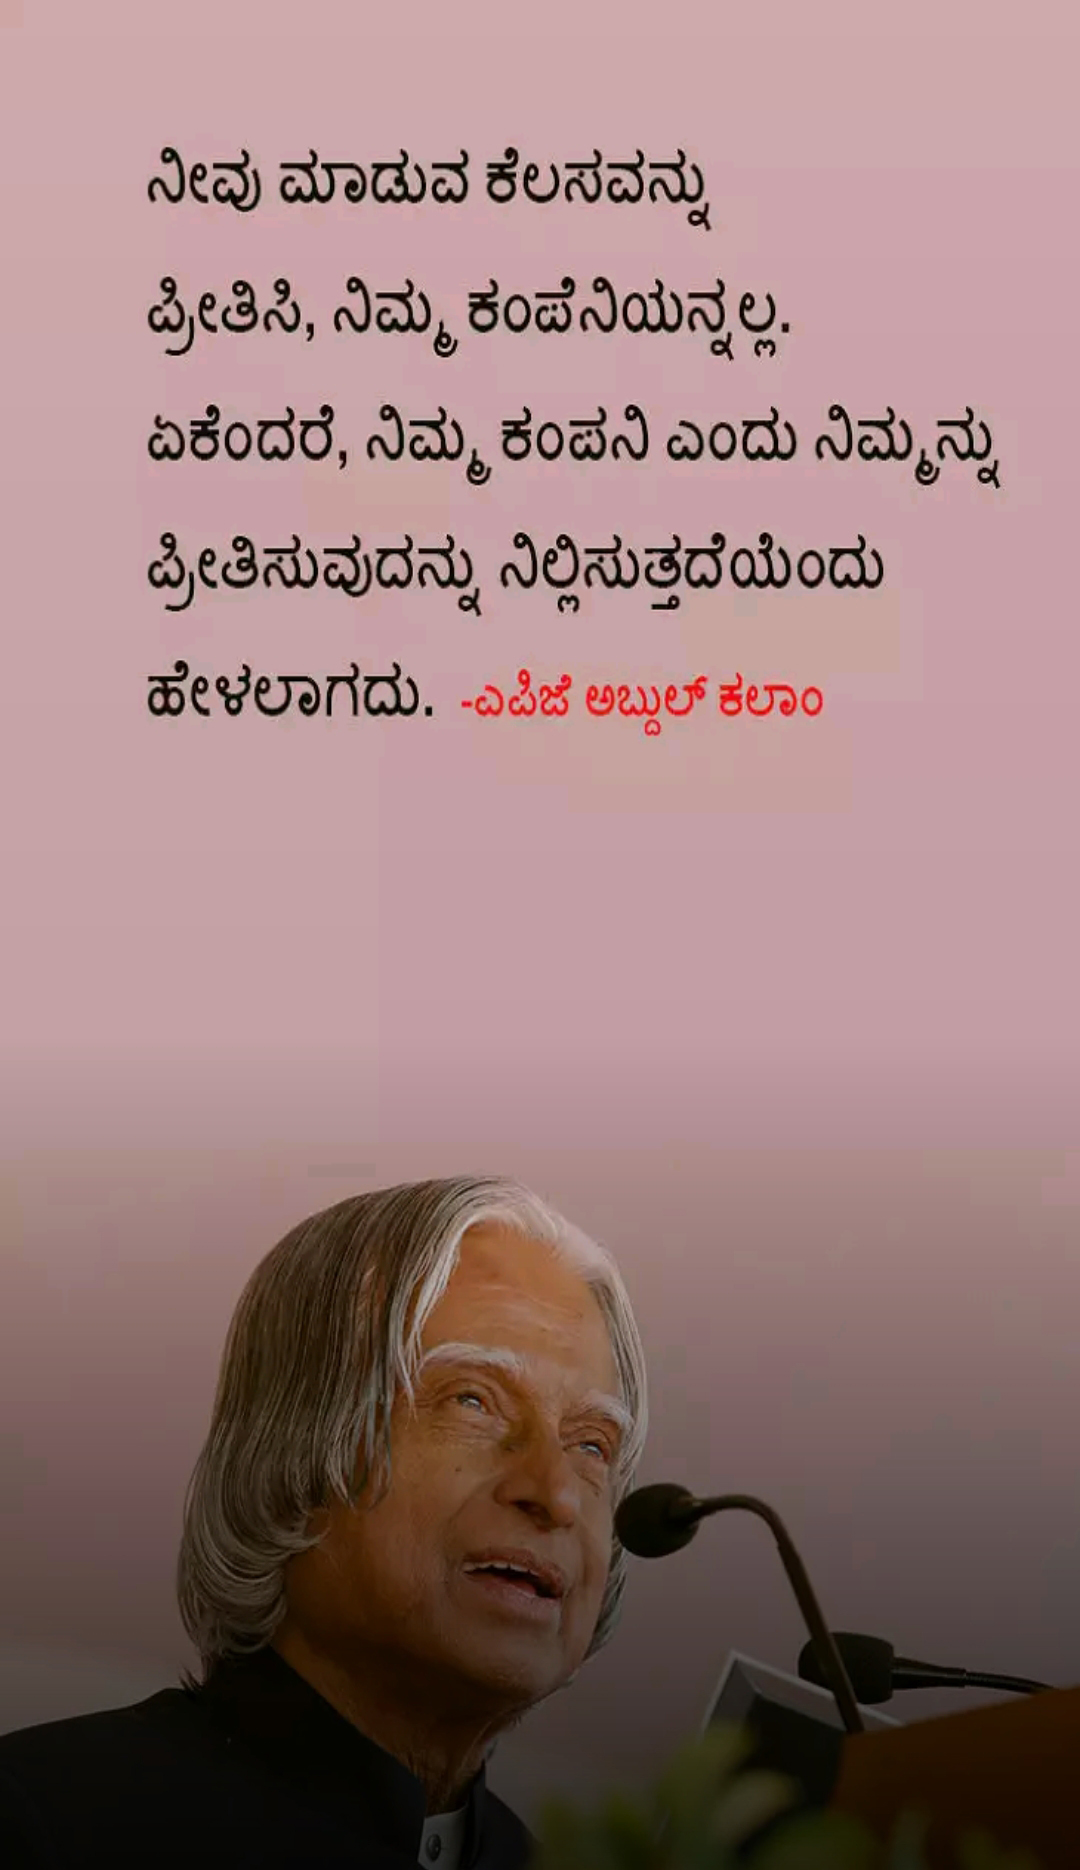 ನೀವು ಮಾಡುವ ಕೆಲಸವನ್ನು
ಪ್ರೀತಿಸಿ, ನಿಮ್ಮ ಕಂಪೆನಿಯನ್ನಲ್ಲ.
ಏಕೆಂದರೆ, ನಿಮ್ಮ ಕಂಪನಿ ಎಂದು ನಿಮ್ಮನ್ನು
ಪ್ರೀತಿಸುವುದನ್ನು ನಿಲ್ಲಿಸುತ್ತದೆಯೆಂದು
ಹೇಳಲಾಗದು. -ಎಪಿಜೆ ಅಬ್ದುಲ್ ಕಲಾಂ